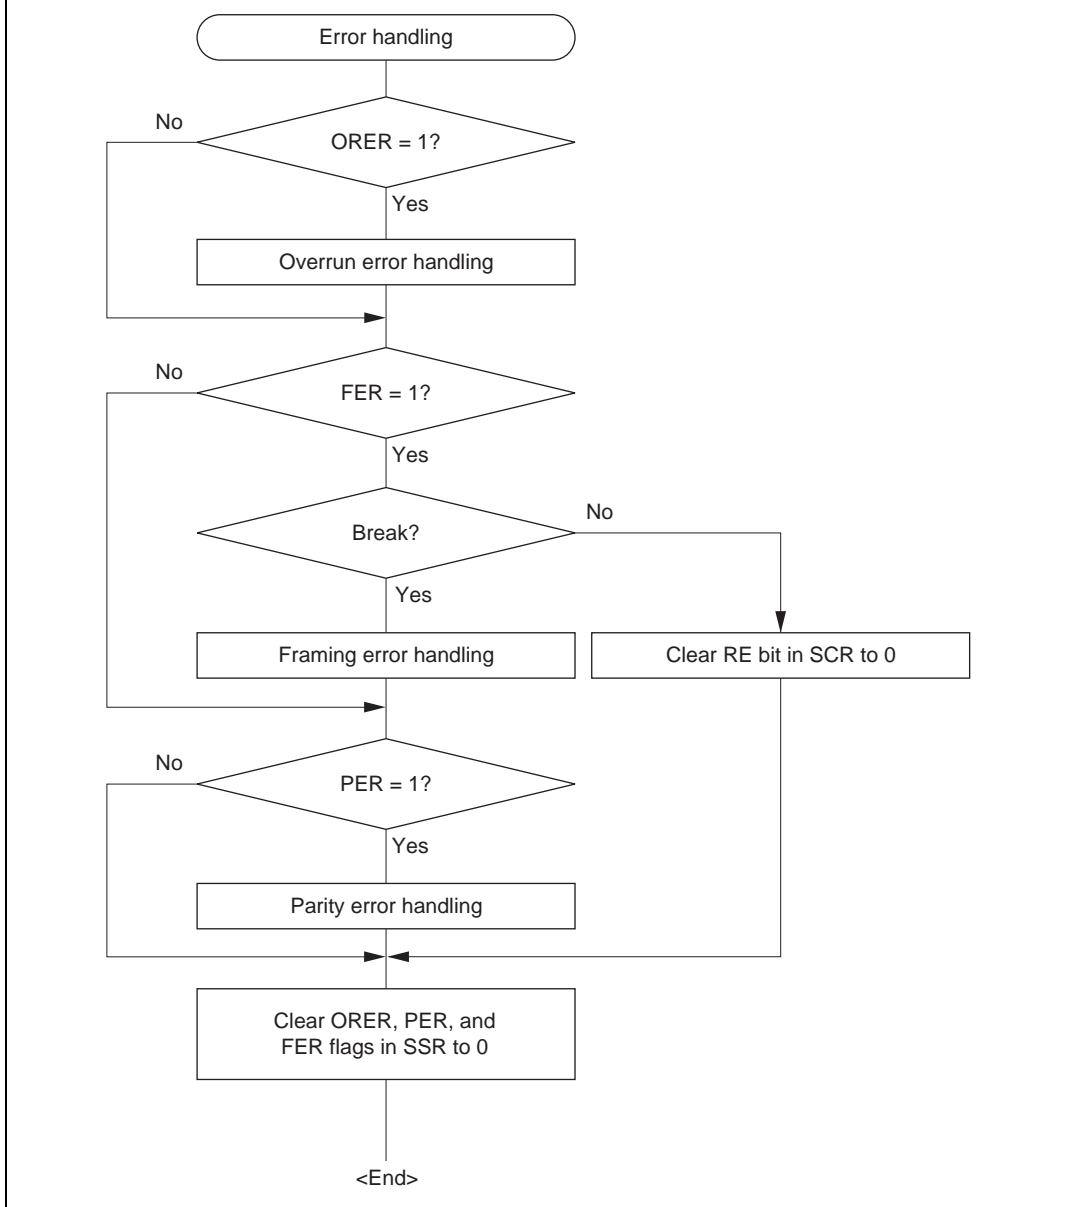 Error handling
No
ORER = 1?
Yes
Overrun error handling
No
FER = 1?
Yes
No
Break?
Yes
Framing error handling
Clear RE bit in SCR to 0
No
PER = 1?
Yes
Parity error handling
Clear ORER, PER, and
FER flags in SSR to 0
<End>